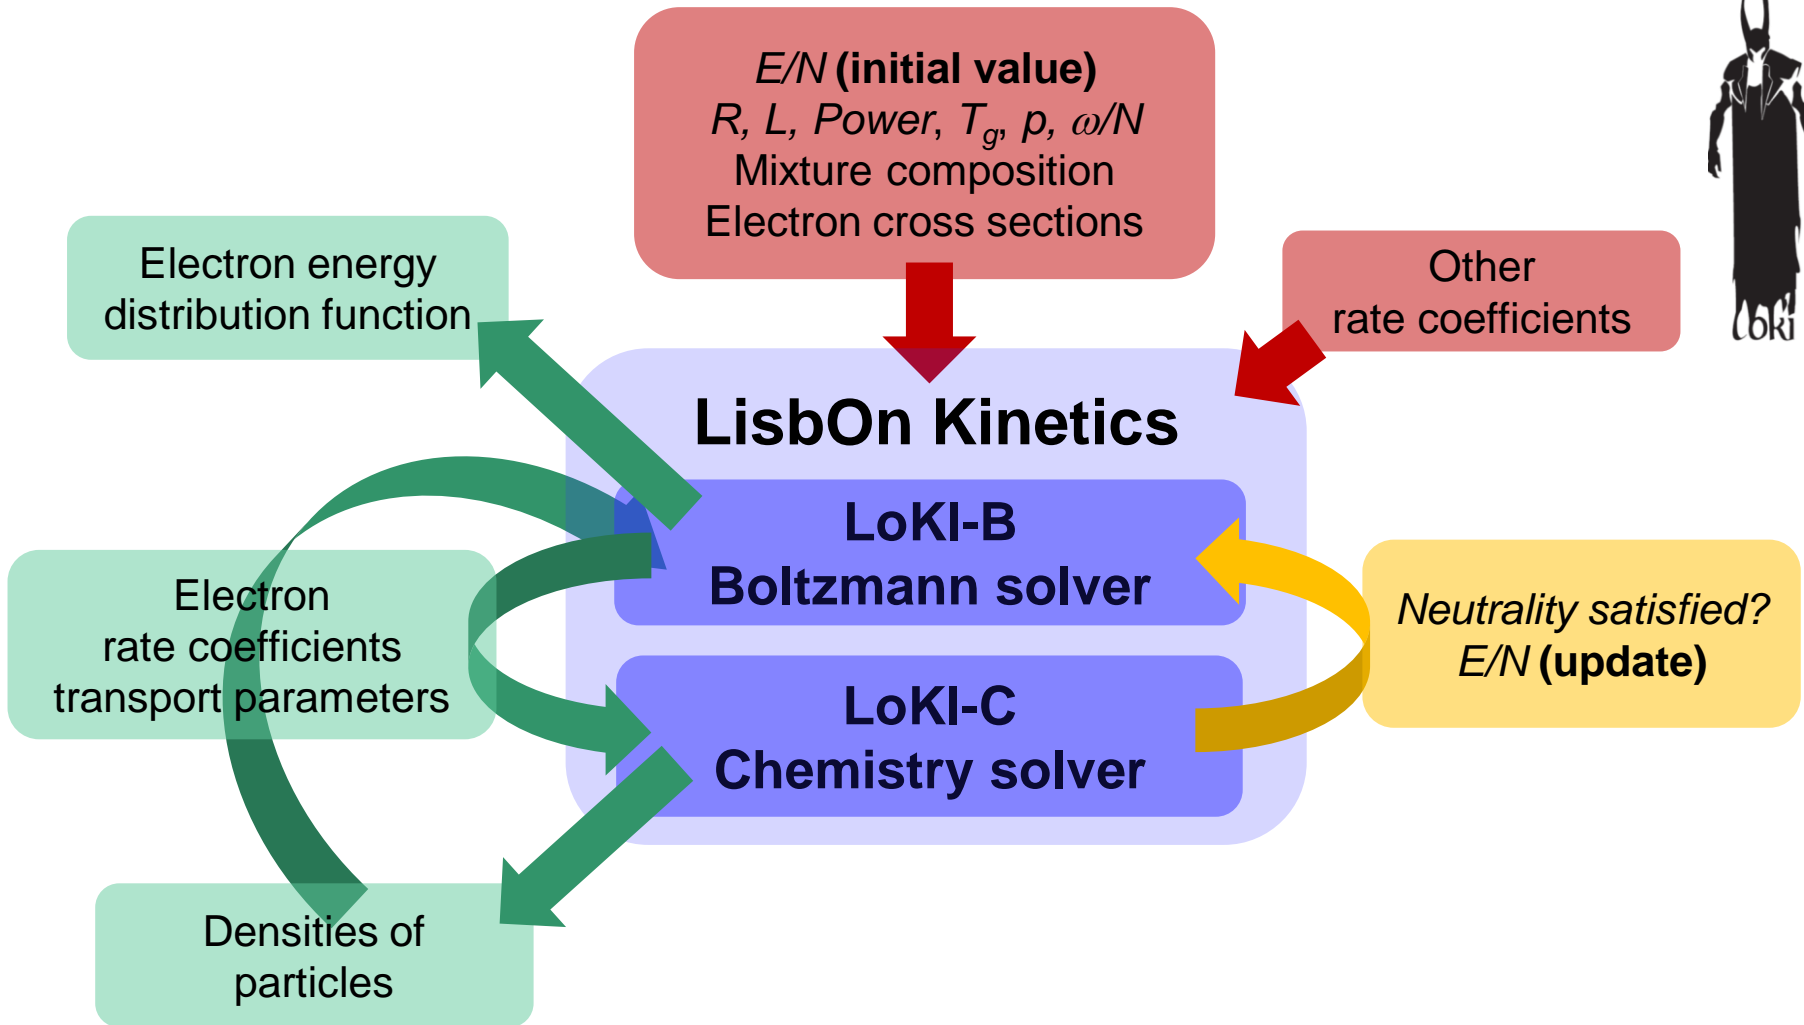 E/N (initial value)
R, L, Power, T_g, p, ω/N
Mixture composition
Electron cross sections
Electron energy
distribution function
Other
rate coefficients
LoKI
LisbOn Kinetics
LoKI-B
Boltzmann solver
Electron
rate coefficients
transport parameters
Neutrality satisfied?
E/N (update)
LoKI-C
Chemistry solver
Densities of
particles